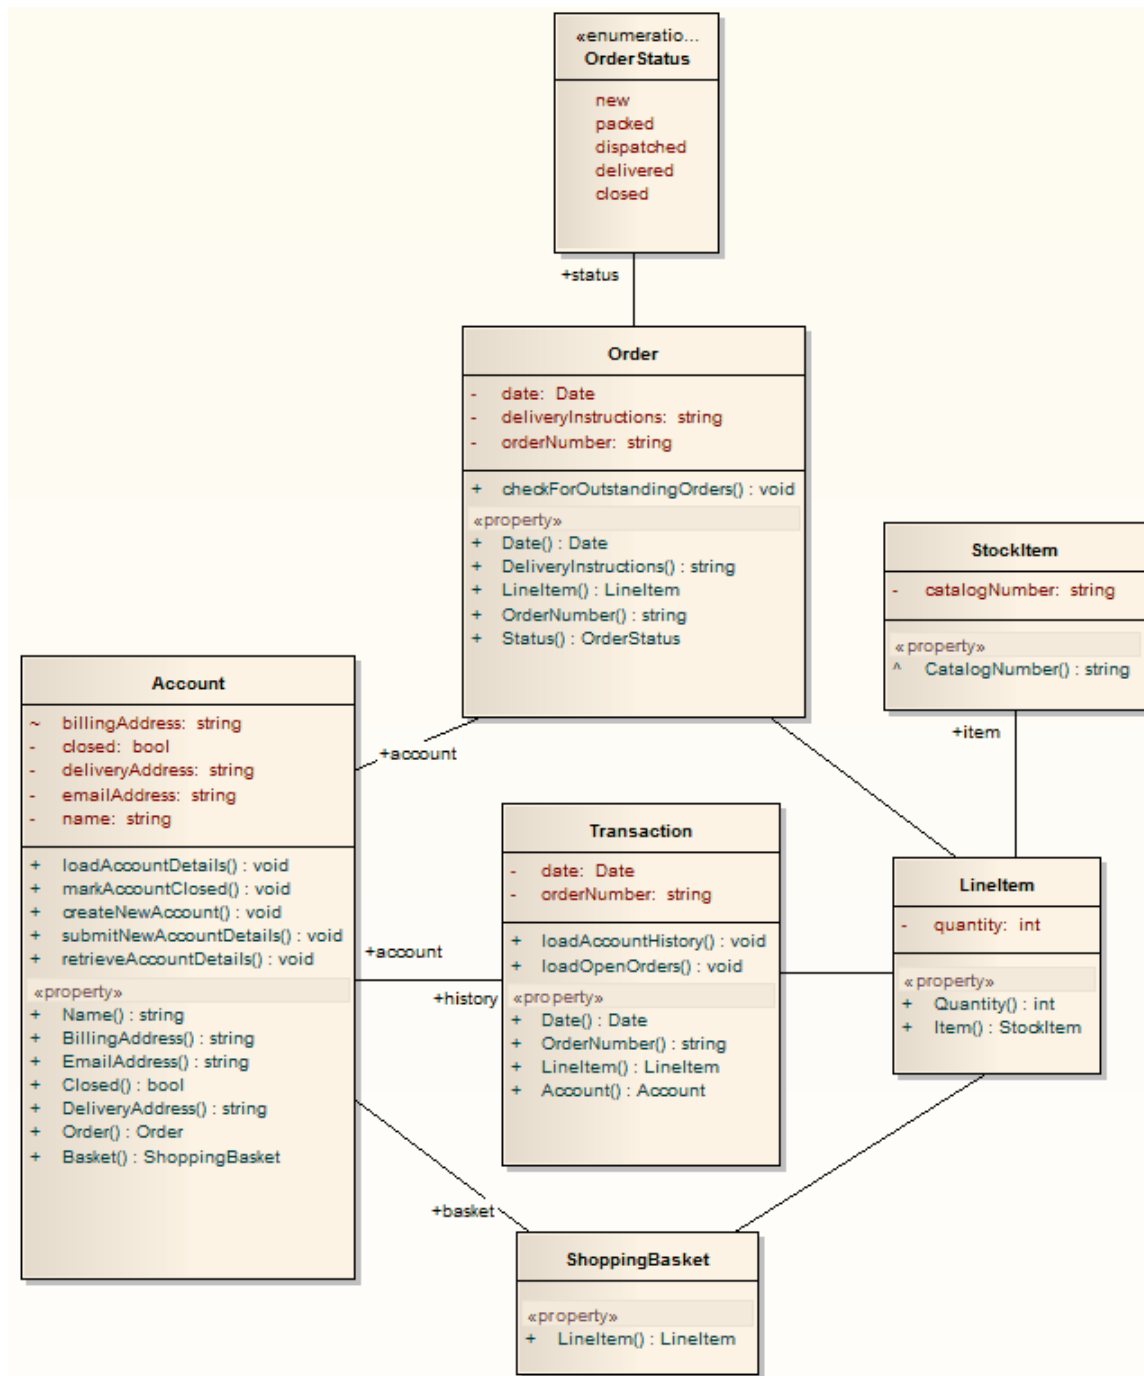 «enumeratio...
OrderStatus
new
packed
dispatched
delivered
closed
+status
Order
- date: Date
- deliveryInstructions: string
- orderNumber: string
+ checkForOutstandingOrders() : void
«property»
+ Date() : Date
+ DeliveryInstructions() : string
+ LineItem() : LineItem
+ OrderNumber() : string
+ Status() : OrderStatus
StockItem
- catalogNumber: string
«property»
^ CatalogNumber() : string
+item
Account
~ billingAddress: string
- closed: bool
- deliveryAddress: string
- emailAddress: string
- name: string
+ loadAccountDetails() : void
+ markAccountClosed() : void
+ createNewAccount() : void
+ submitNewAccountDetails() : void
+ retrieveAccountDetails() : void
«property»
+ Name() : string
+ BillingAddress() : string
+ EmailAddress() : string
+ Closed() : bool
+ DeliveryAddress() : string
+ Order() : Order
+ Basket() : ShoppingBasket
+account
+account
+history
+basket
Transaction
- date: Date
- orderNumber: string
+ loadAccountHistory() : void
+ loadOpenOrders() : void
«property»
+ Date() : Date
+ OrderNumber() : string
+ LineItem() : LineItem
+ Account() : Account
LineItem
- quantity: int
«property»
+ Quantity() : int
+ Item() : StockItem
ShoppingBasket
«property»
+ LineItem() : LineItem